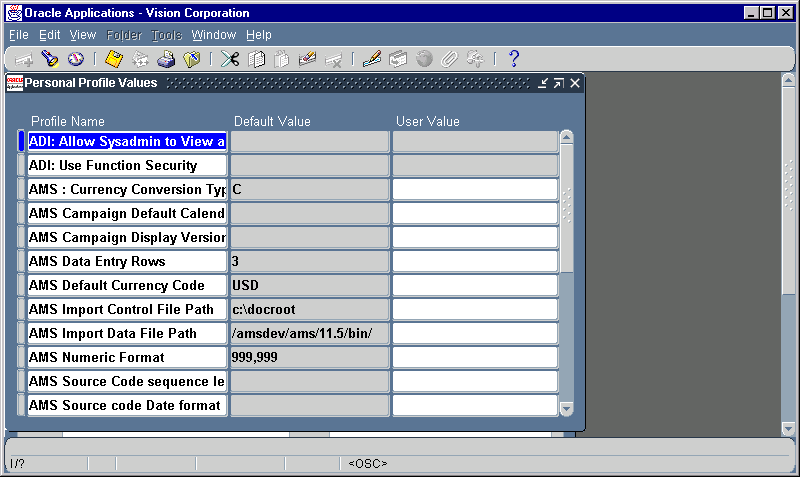 Oracle Applications - Vision Corporation
File Edit View Folder Tools Window Help
ORACLE
Personal Profile Values
Profile Name Default Value User Value
ADI: Allow Sysadmin to View a
ADI: Use Function Security
AMS : Currency Conversion Typ C
AMS Campaign Default Calend
AMS Campaign Display Version
AMS Data Entry Rows 3
AMS Default Currency Code USD
AMS Import Control File Path c:\docroot
AMS Import Data File Path /amsdev/ams/11.5/bin/
AMS Numeric Format 999,999
AMS Source Code sequence le
AMS Source code Date format
1/? <OSC>